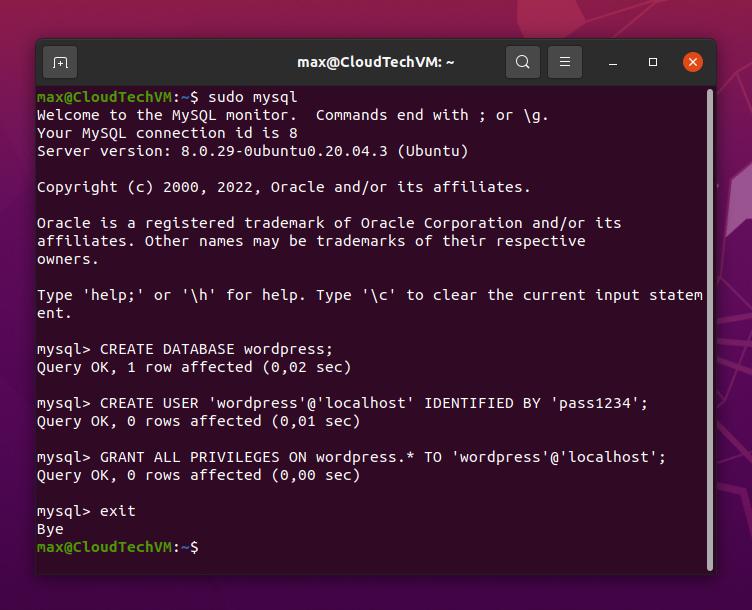 max@CloudTechVM: ~
max@CloudTechVM:~$ sudo mysql
Welcome to the MySQL monitor.  Commands end with ; or \g.
Your MySQL connection id is 8
Server version: 8.0.29-0ubuntu0.20.04.3 (Ubuntu)
Copyright (c) 2000, 2022, Oracle and/or its affiliates.
Oracle is a registered trademark of Oracle Corporation and/or its
affiliates. Other names may be trademarks of their respective
owners.
Type 'help;' or '\h' for help. Type '\c' to clear the current input statem
ent.
mysql> CREATE DATABASE wordpress;
Query OK, 1 row affected (0,02 sec)
mysql> CREATE USER 'wordpress'@'localhost' IDENTIFIED BY 'pass1234';
Query OK, 0 rows affected (0,01 sec)
mysql> GRANT ALL PRIVILEGES ON wordpress.* TO 'wordpress'@'localhost';
Query OK, 0 rows affected (0,00 sec)
mysql> exit
Bye
max@CloudTechVM:~$